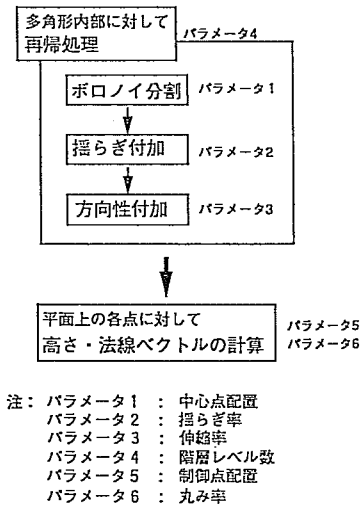 多角形内部に対して
再帰処理
パラメータ4
ボロノイ分割
パラメータ1
揺らぎ付加
パラメータ2
方向性付加
パラメータ3
平面上の各点に対して
高さ・法線ベクトルの計算
パラメータ5
パラメータ6
注： パラメータ1 ： 中心点配置
パラメータ2 ： 揺らぎ率
パラメータ3 ： 伸縮率
パラメータ4 ： 階層レベル数
パラメータ5 ： 制御点配置
パラメータ6 ： 丸み率